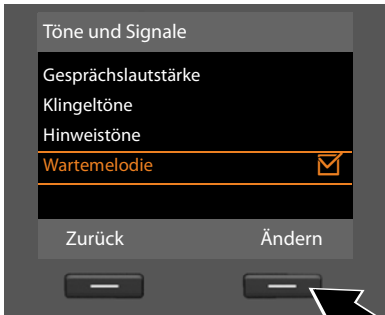 Töne und Signale
Gesprächslautstärke
Klingeltöne
Hinweistöne
Wartemelodie
Zurück Ändern